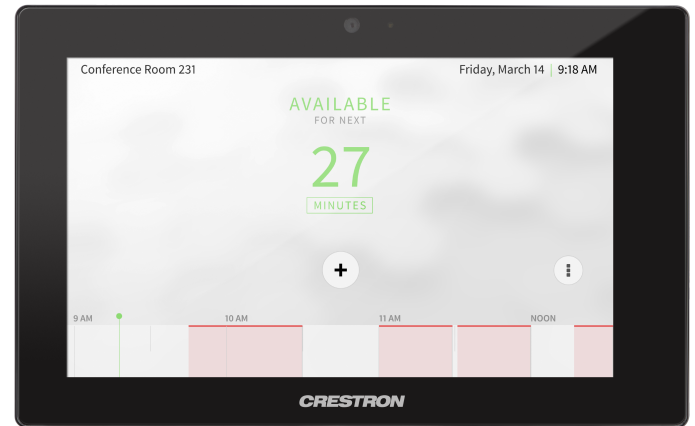 Conference Room 231
Friday, March 14 | 9:18 AM
AVAILABLE
FOR NEXT
27
MINUTES
+
9 AM 10 AM 11 AM NOON
CRESTRON